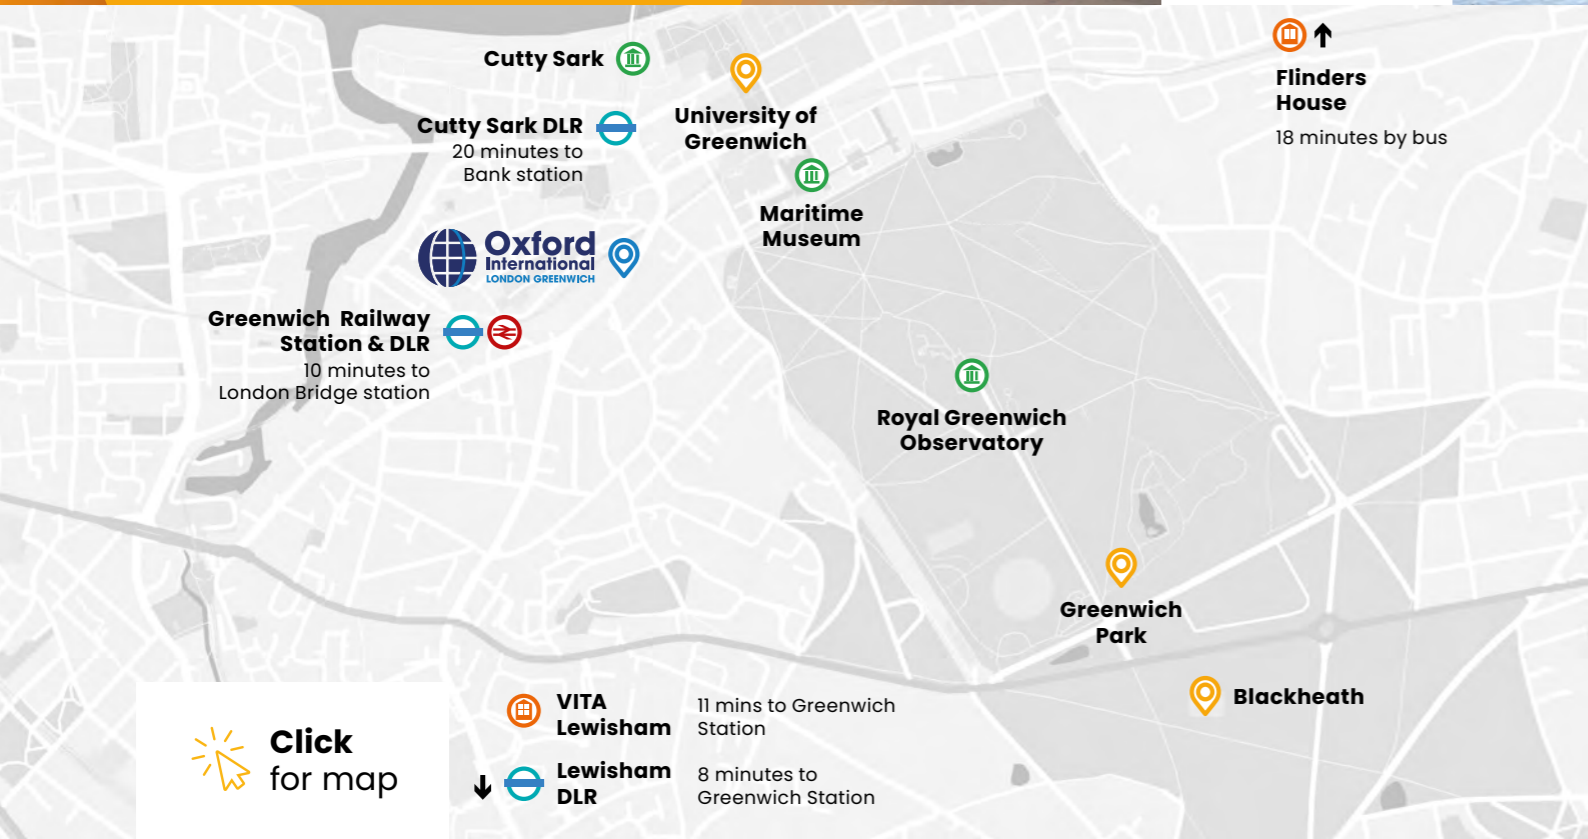 Cutty Sark
University of
Greenwich
Flinders
House
18 minutes by bus
Cutty Sark DLR
20 minutes to
Bank station
Maritime
Museum
Oxford
International
LONDON GREENWICH
Greenwich Railway
Station & DLR
10 minutes to
London Bridge station
Royal Greenwich
Observatory
Greenwich
Park
Blackheath
Click
for map
VITA
Lewisham
11 mins to Greenwich
Station
Lewisham
DLR
8 minutes to
Greenwich Station